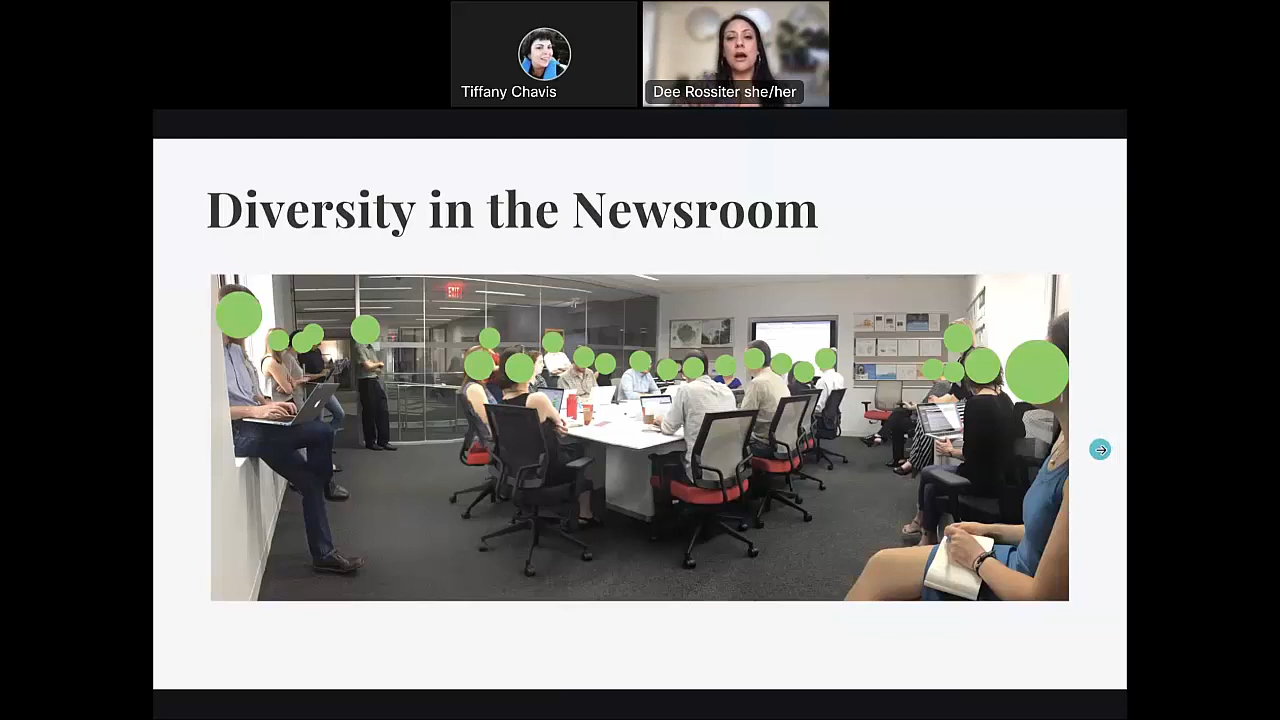 Tiffany Chavis
Dee Rossiter she/her
Diversity in the Newsroom
EXIT